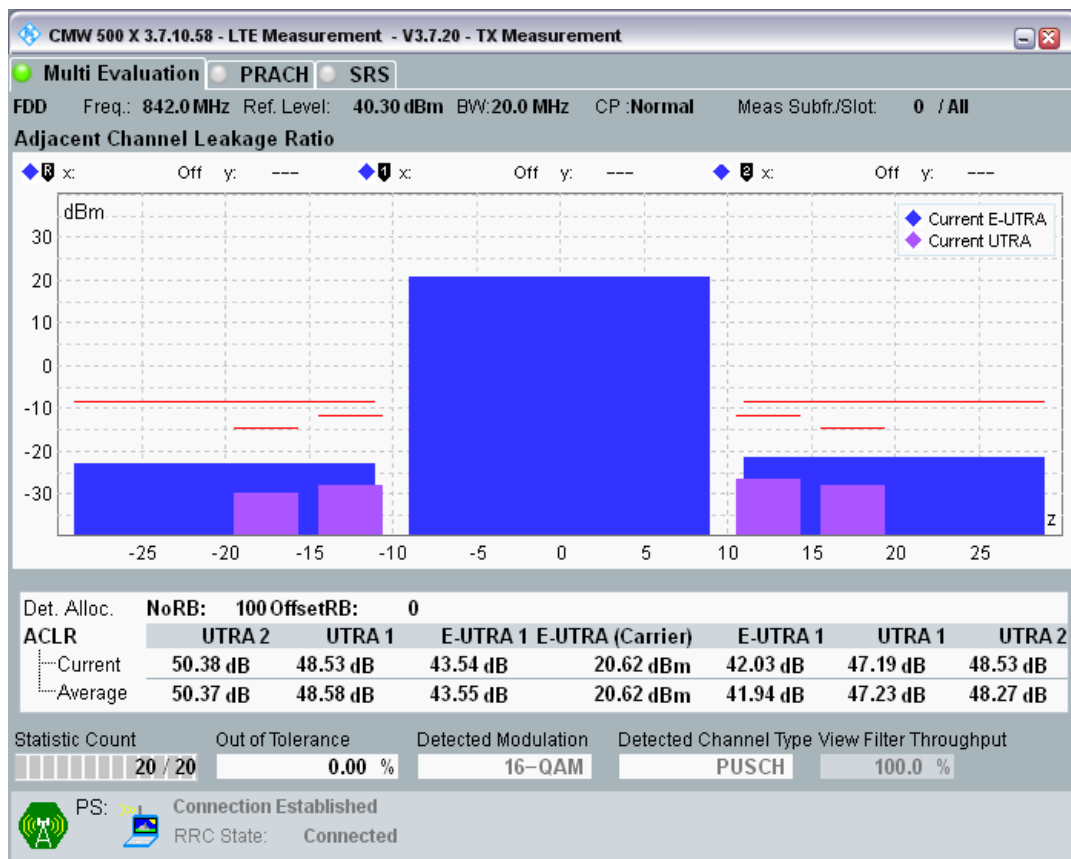 CMW 500 X 3.7.10.58 - LTE Measurement - V3.7.20 - TX Measurement
Multi Evaluation PRACH SRS
FDD Freq.: 842.0 MHz Ref. Level: 40.30 dBm BW:20.0 MHz CP :Normal Meas Subfr./Slot: 0 / All
Adjacent Channel Leakage Ratio
R x: Off y: --- 1 x: Off y: --- 2 x: Off y: ---
dBm
Current E-UTRA
Current UTRA
30
20
10
0
-10
-20
-30
z
-25 -20 -15 -10 -5 0 5 10 15 20 25
Det. Alloc. NoRB: 100 OffsetRB: 0
ACLR UTRA 2 UTRA 1 E-UTRA 1 E-UTRA (Carrier) E-UTRA 1 UTRA 1 UTRA 2
Current 50.38 dB 48.53 dB 43.54 dB 20.62 dBm 42.03 dB 47.19 dB 48.53 dB
Average 50.37 dB 48.58 dB 43.55 dB 20.62 dBm 41.94 dB 47.23 dB 48.27 dB
Statistic Count Out of Tolerance Detected Modulation Detected Channel Type View Filter Throughput
20 / 20 0.00 % 16-QAM PUSCH 100.0 %
PS: Connection Established
RRC State: Connected